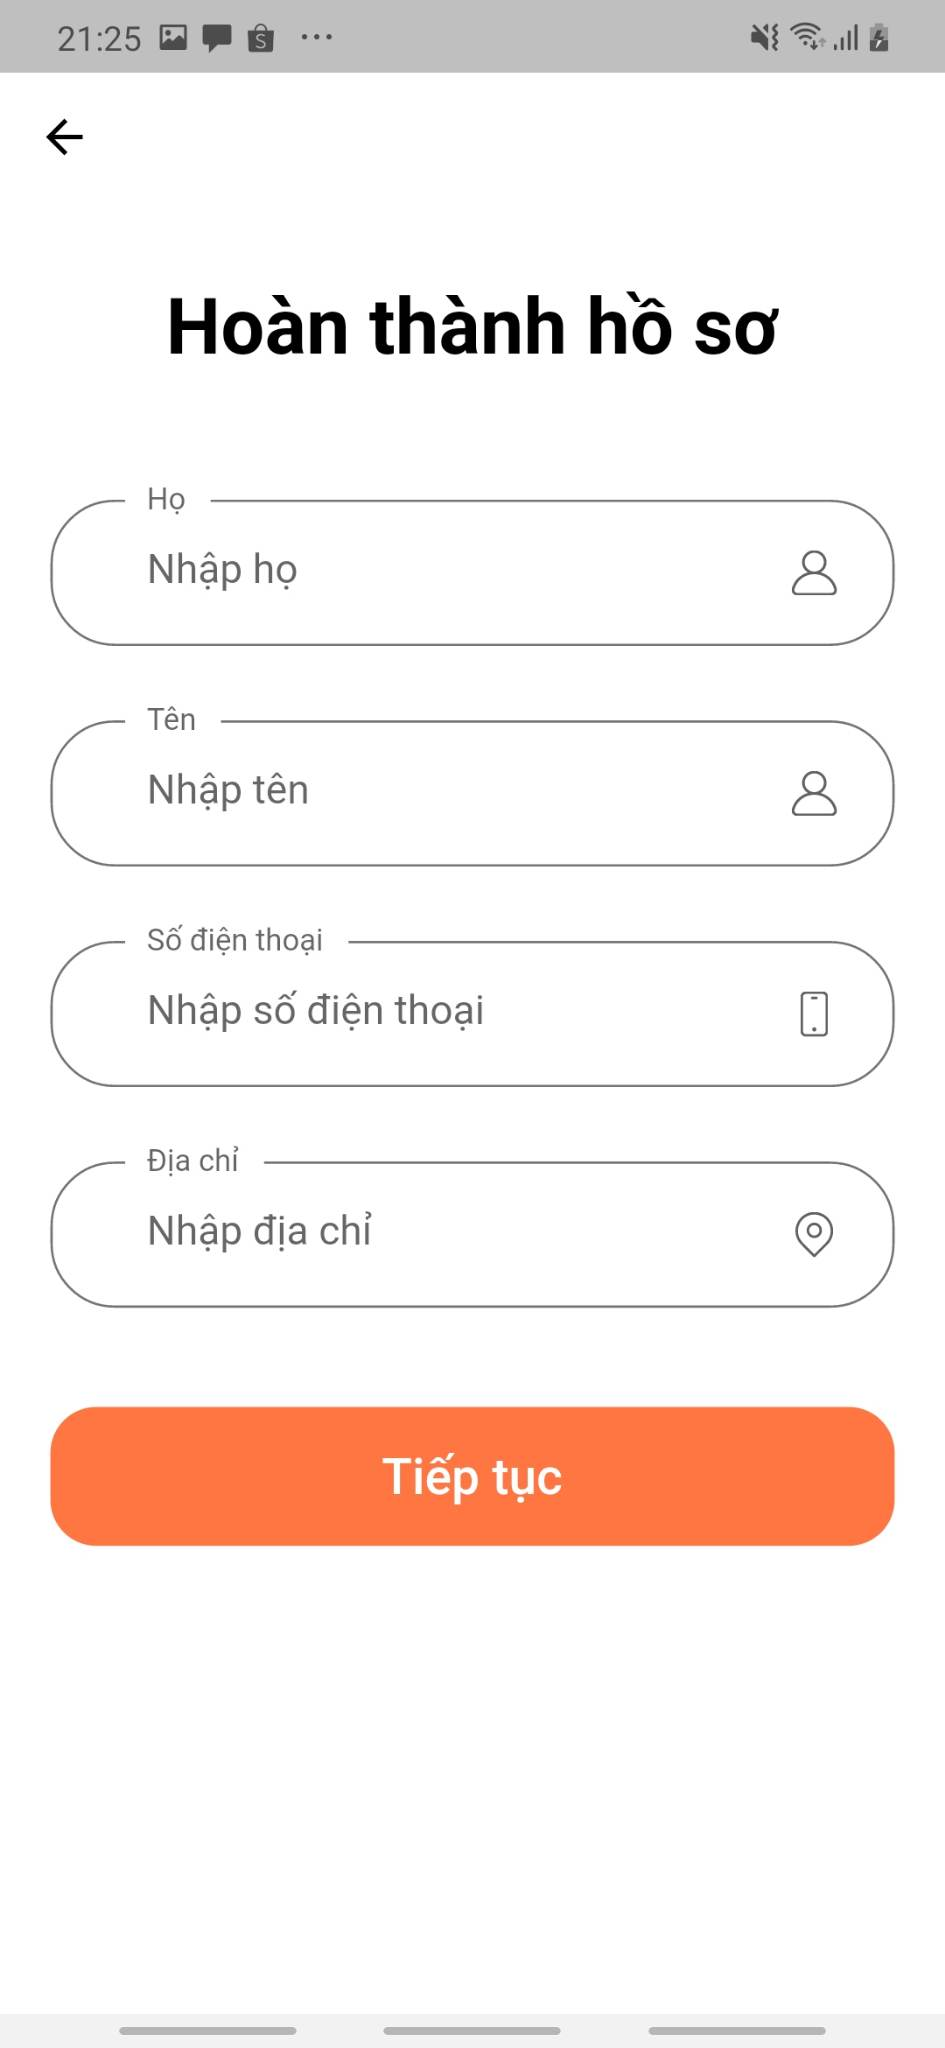 21:25
Hoàn thành hồ sơ
Họ
Nhập họ
Tên
Nhập tên
Số điện thoại
Nhập số điện thoại
Địa chỉ
Nhập địa chỉ
Tiếp tục